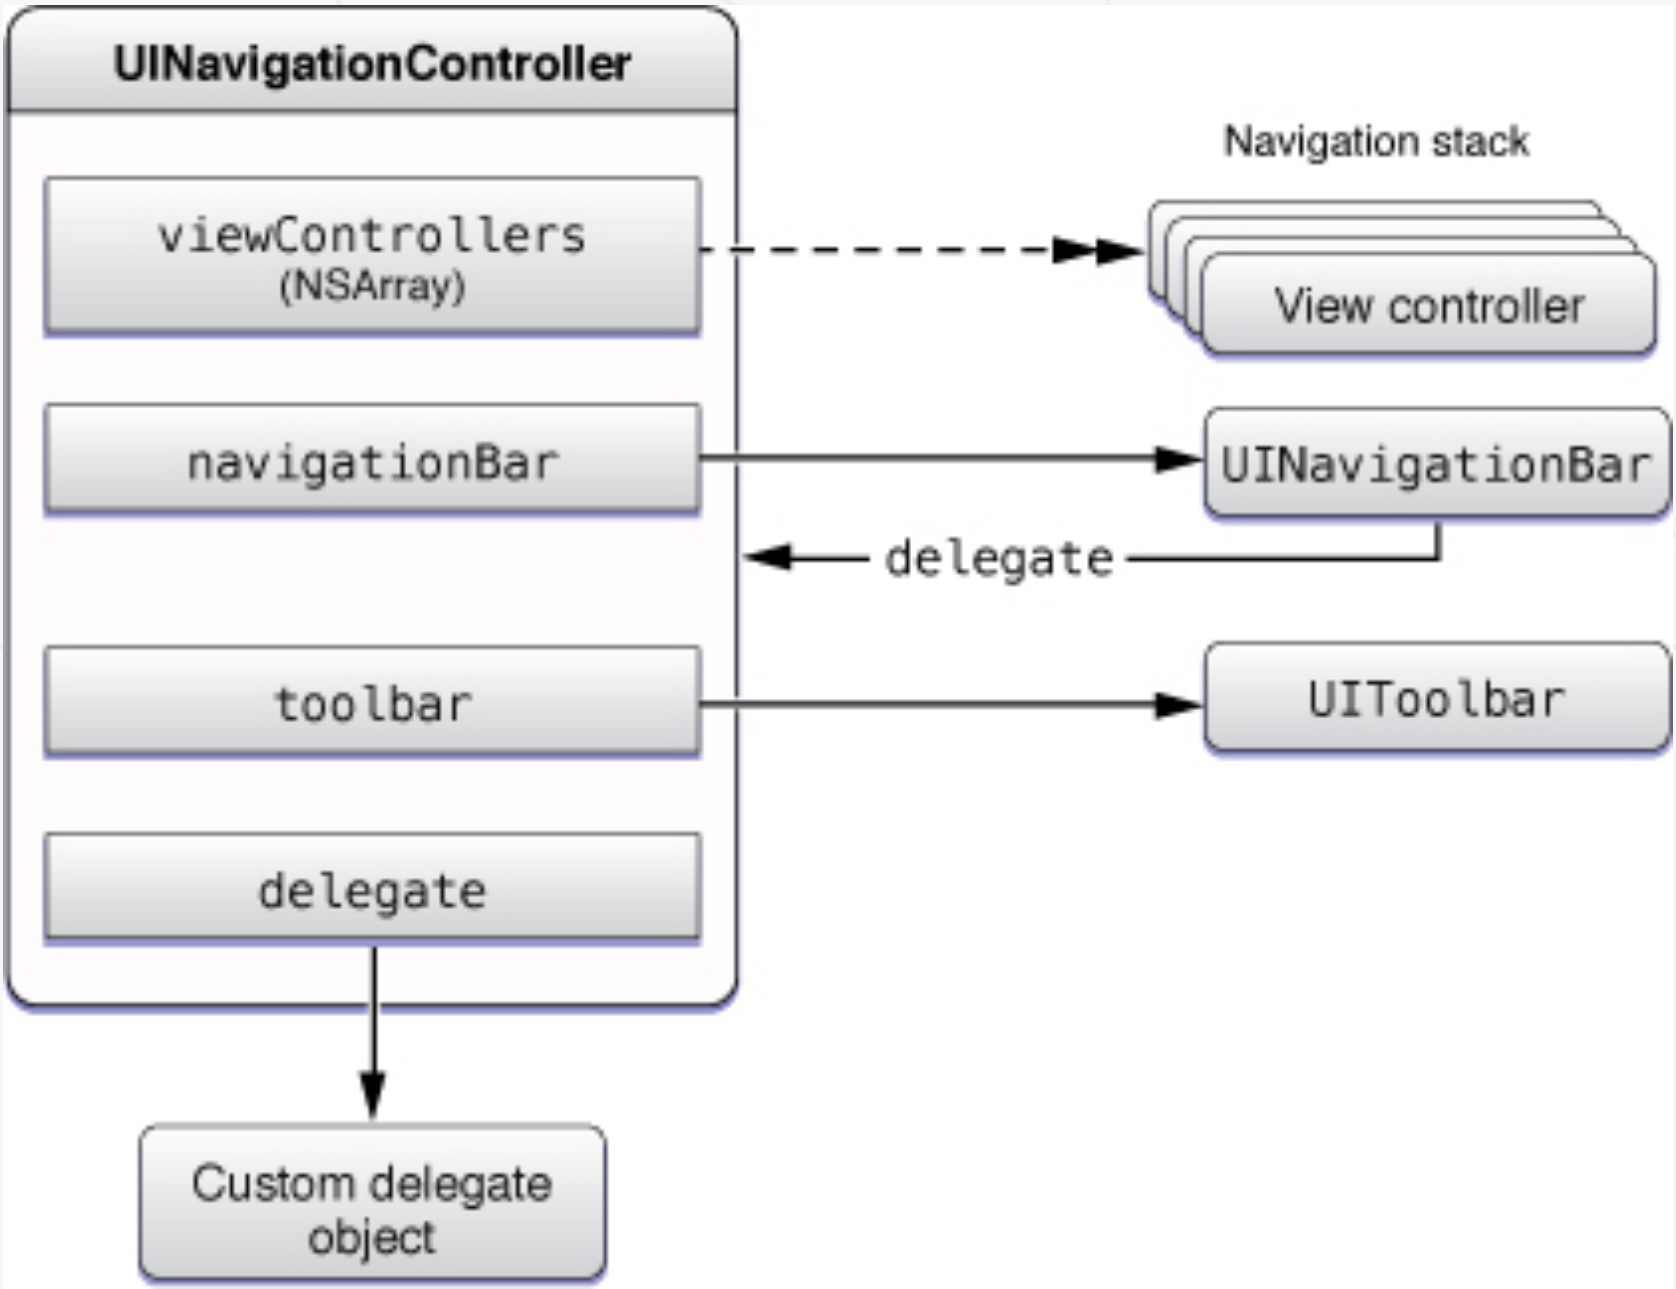 UINavigationController
Navigation stack
viewControllers
(NSArray)
View controller
navigationBar
UINavigationBar
delegate
toolbar
UIToolbar
delegate
Custom delegate
object